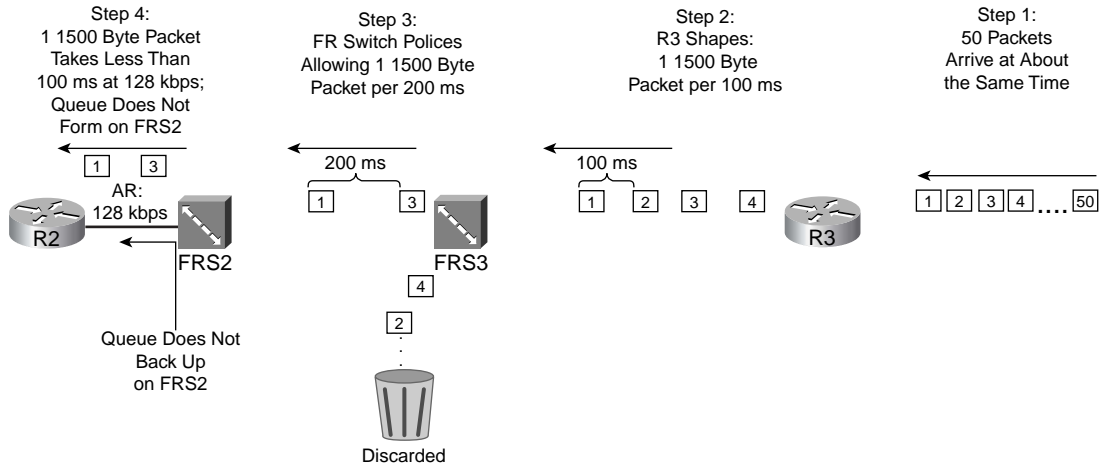 Step 4:
1 1500 Byte Packet
Takes Less Than
100 ms at 128 kbps;
Queue Does Not
Form on FRS2
Step 3:
FR Switch Polices
Allowing 1 1500 Byte
Packet per 200 ms
Step 2:
R3 Shapes:
1 1500 Byte
Packet per 100 ms
Step 1:
50 Packets
Arrive at About
the Same Time
1 3
AR:
128 kbps
R2
FRS2
200 ms
1 3
FRS3
100 ms
1 2 3 4
R3
1 2 3 4 .... 50
4
2
Queue Does Not
Back Up
on FRS2
Discarded